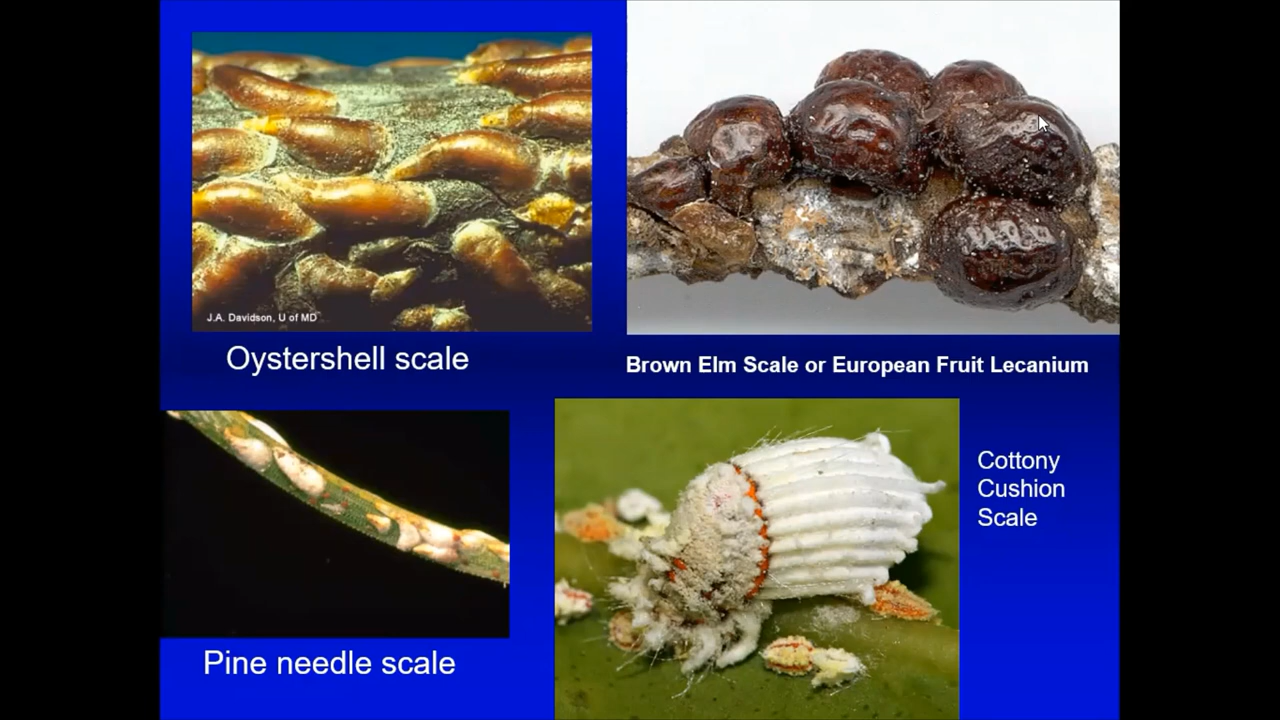 J.A. Davidson, U of MD
Oystershell scale
Brown Elm Scale or European Fruit Lecanium
Pine needle scale
Cottony
Cushion
Scale